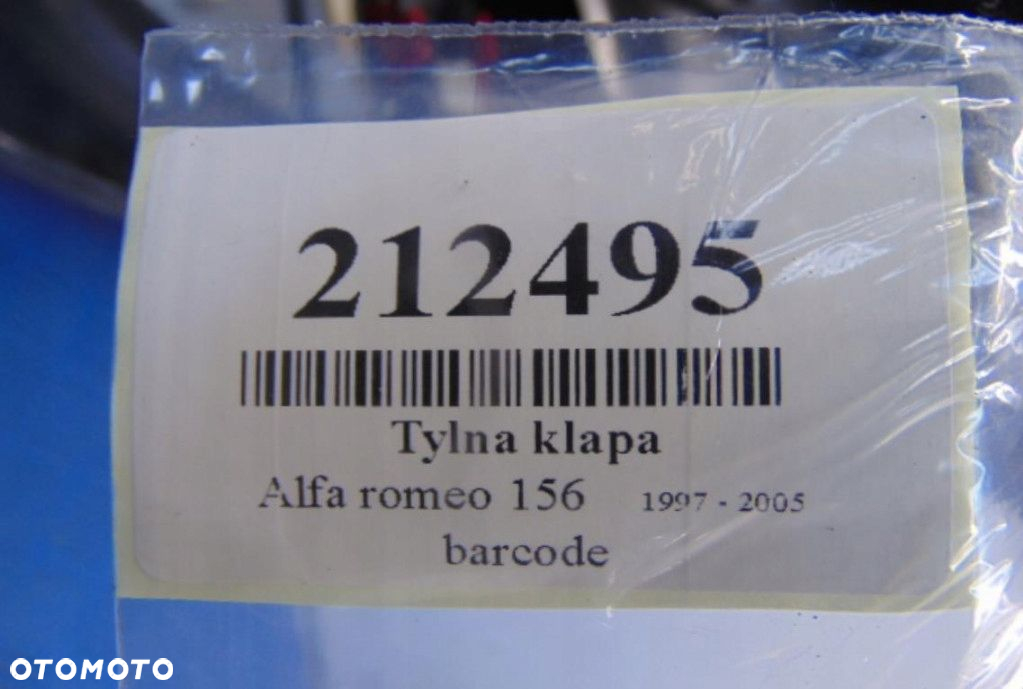 212495
Tylna klapa
Alfa romeo 156 1997 - 2005
barcode
OTOMOTO